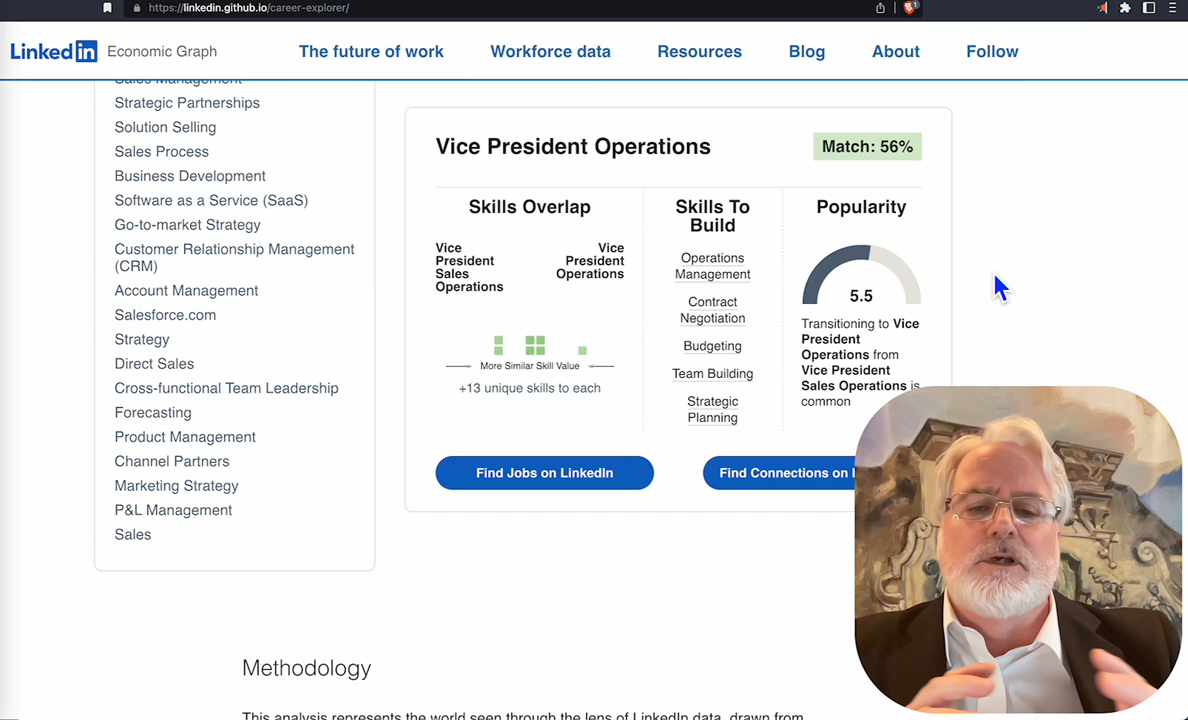 https://linkedin.github.io/career-explorer/
1
Linked in Economic Graph
The future of work
Workforce data
Resources
Blog
About
Follow
Sales Management
Strategic Partnerships
Solution Selling
Sales Process
Business Development
Software as a Service (SaaS)
Go-to-market Strategy
Customer Relationship Management
(CRM)
Account Management
Salesforce.com
Strategy
Direct Sales
Cross-functional Team Leadership
Forecasting
Product Management
Channel Partners
Marketing Strategy
P&L Management
Sales
Vice President Operations
Match: 56%
Skills Overlap
Vice
President
Sales
Operations
Vice
President
Operations
More Similar Skill Value
+13 unique skills to each
Skills To
Build
Operations
Management
Contract
Negotiation
Budgeting
Team Building
Strategic
Planning
Popularity
5.5
Transitioning to Vice
President
Operations from
Vice President
Sales Operations is
common
Find Jobs on LinkedIn
Find Connections on
Methodology
This analysis represents the world seen through the lens of LinkedIn data, drawn from